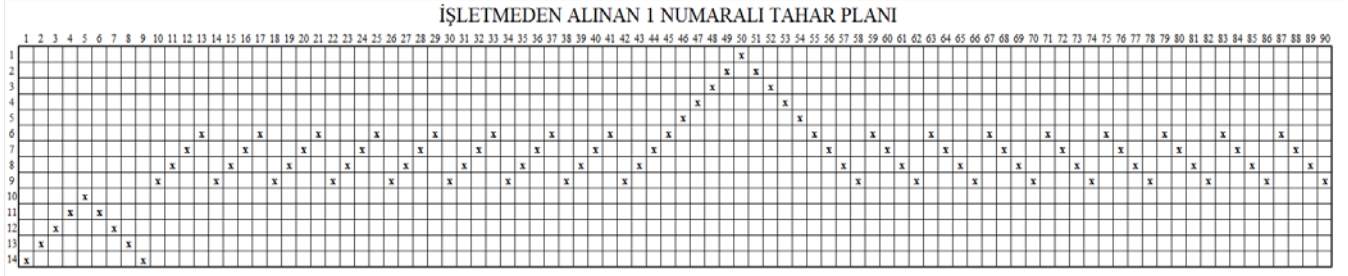 İŞLETMEDEN ALINAN 1 NUMARALI TAHAR PLANI
1 2 3 4 5 6 7 8 9 10 11 12 13 14 15 16 17 18 19 20 21 22 23 24 25 26 27 28 29 30 31 32 33 34 35 36 37 38 39 40 41 42 43 44 45 46 47 48 49 50 51 52 53 54 55 56 57 58 59 60 61 62 63 64 65 66 67 68 69 70 71 72 73 74 75 76 77 78 79 80 81 82 83 84 85 86 87 88 89 90
1 x
2 x x
3 x x
4 x x
5 x x
6 x x x x x x x x x x x x x x x x x x
7 x x x x x x x x x x x x x x x x x x
8 x x x x x x x x x x x x x x x x x x
9 x x x x x x x x x x x x x x x x x x
10 x
11 x x
12 x x
13 x x
14 x x